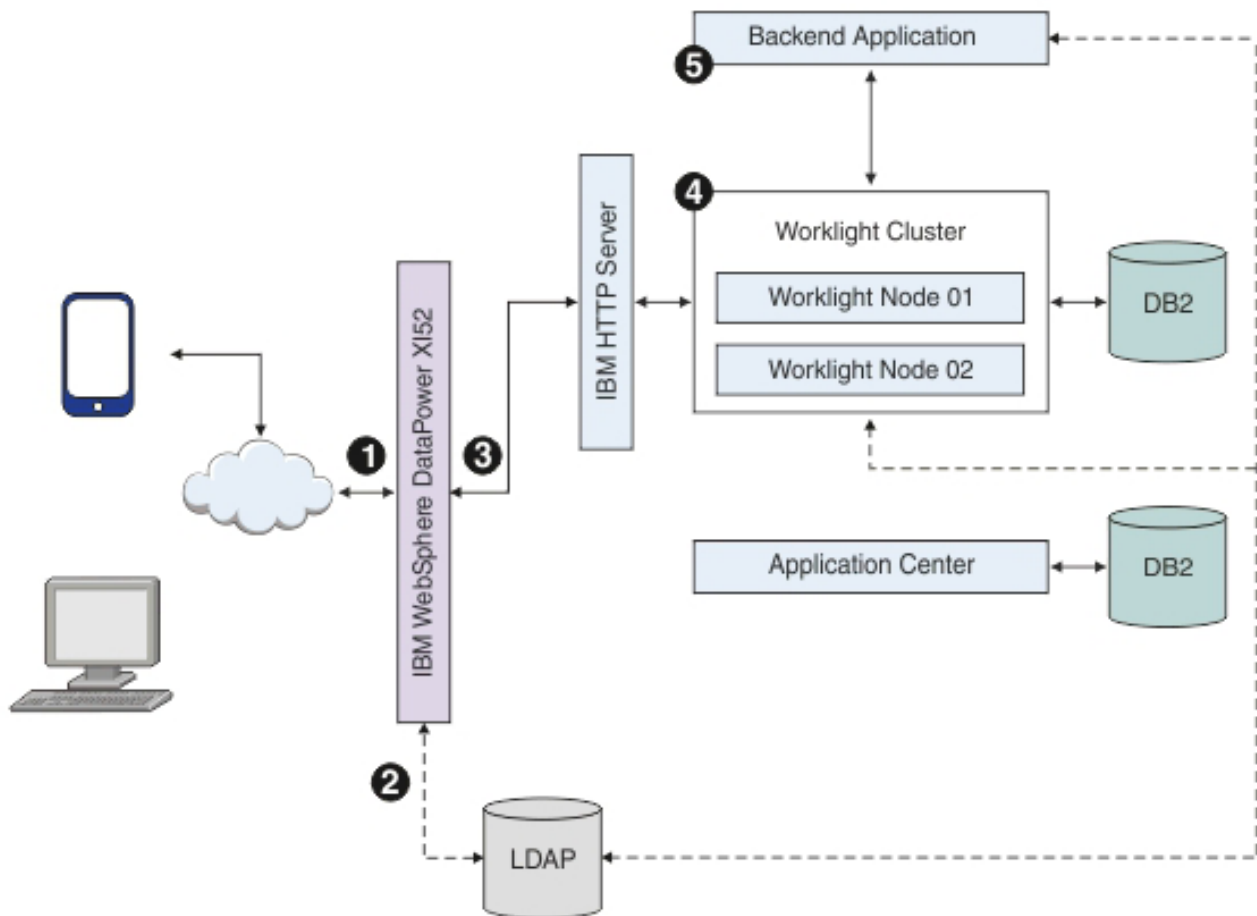 Backend Application
5
4
Worklight Cluster
IBM HTTP Server
Worklight Node 01
DB2
Worklight Node 02
IBM WebSphere DataPower XI52
1
3
Application Center
DB2
2
LDAP